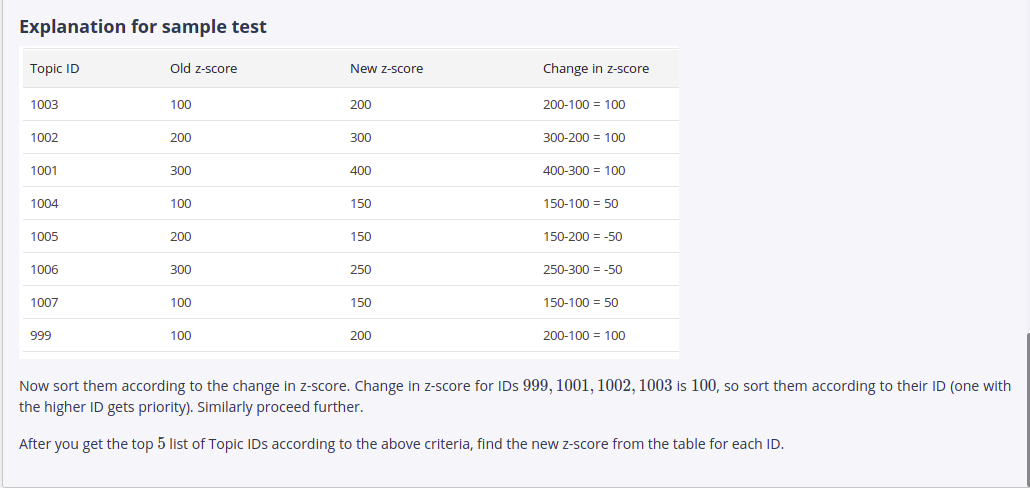 Explanation for sample test
Topic ID Old z-score New z-score Change in z-score
1003 100 200 200-100 = 100
1002 200 300 300-200 = 100
1001 300 400 400-300 = 100
1004 100 150 150-100 = 50
1005 200 150 150-200 = -50
1006 300 250 250-300 = -50
1007 100 150 150-100 = 50
999 100 200 200-100 = 100
Now sort them according to the change in z-score. Change in z-score for IDs 999, 1001, 1002, 1003 is 100, so sort them according to their ID (one with
the higher ID gets priority). Similarly proceed further.
After you get the top 5 list of Topic IDs according to the above criteria, find the new z-score from the table for each ID.